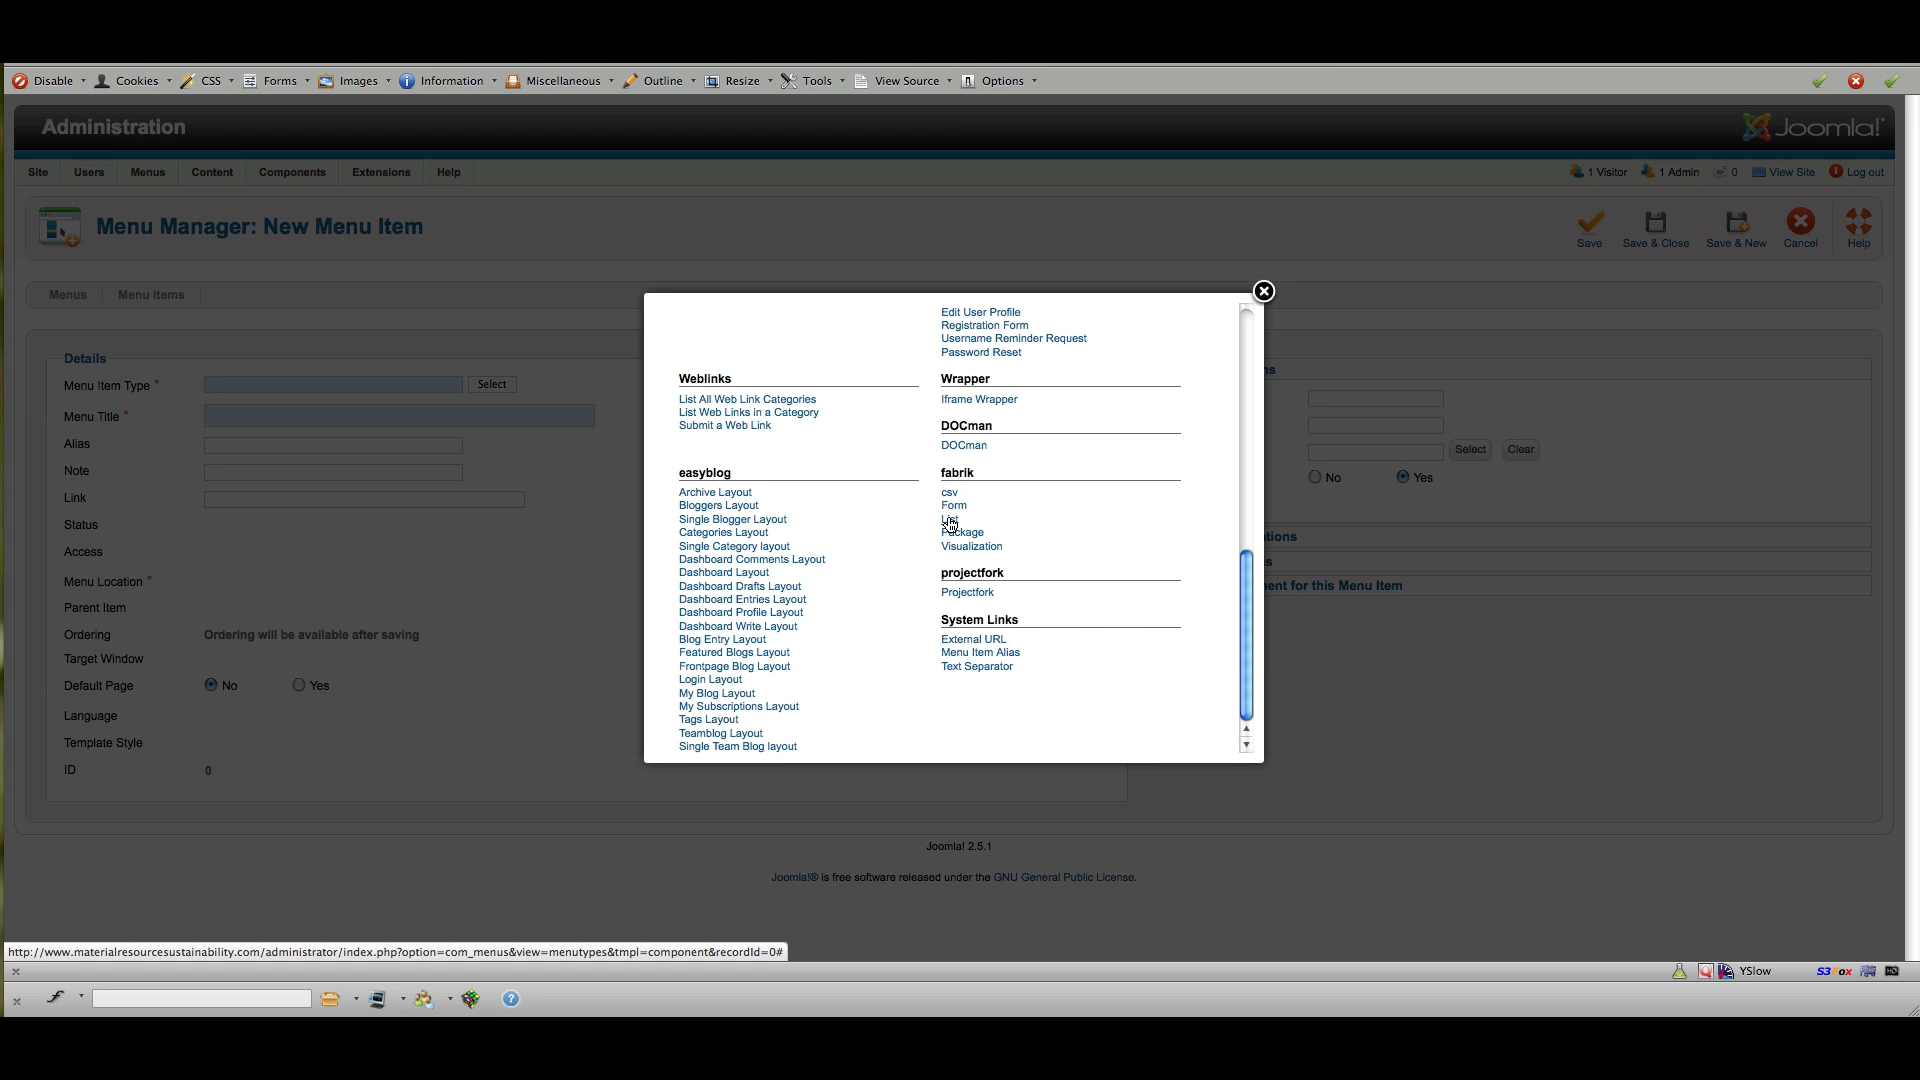 Disable Cookies CSS Forms Images Information Miscellaneous Outline Resize Tools View Source Options
Administration
Joomla!
Site Users Menus Content Components Extensions Help
1 Visitor 1 Admin 0 View Site Log out
Menu Manager: New Menu Item
Save Save & Close Save & New Cancel Help
Menus Menu Items
Details
Menu Item Type * Select
Menu Title *
Alias
Note
Link
Status
Access
Menu Location *
Parent Item
Ordering Ordering will be available after saving
Target Window
Default Page No Yes
Language
Template Style
ID 0
Edit User Profile
Registration Form
Username Reminder Request
Password Reset
Weblinks
List All Web Link Categories
List Web Links in a Category
Submit a Web Link
Wrapper
Iframe Wrapper
DOCman
DOCman
easyblog
Archive Layout
Bloggers Layout
Single Blogger Layout
Categories Layout
Single Category layout
Dashboard Comments Layout
Dashboard Layout
Dashboard Drafts Layout
Dashboard Entries Layout
Dashboard Profile Layout
Dashboard Write Layout
Blog Entry Layout
Featured Blogs Layout
Frontpage Blog Layout
Login Layout
My Blog Layout
My Subscriptions Layout
Tags Layout
Teamblog Layout
Single Team Blog layout
fabrik
csv
Form
List
Package
Visualization
projectfork
Projectfork
System Links
External URL
Menu Item Alias
Text Separator
Select Clear
No Yes
ent for this Menu Item
Joomla! 2.5.1
Joomla!® is free software released under the GNU General Public License.
http://www.materialresourcesustainability.com/administrator/index.php?option=com_menus&view=menutypes&tmpl=component&recordId=0#
YSlow S3Fox HD